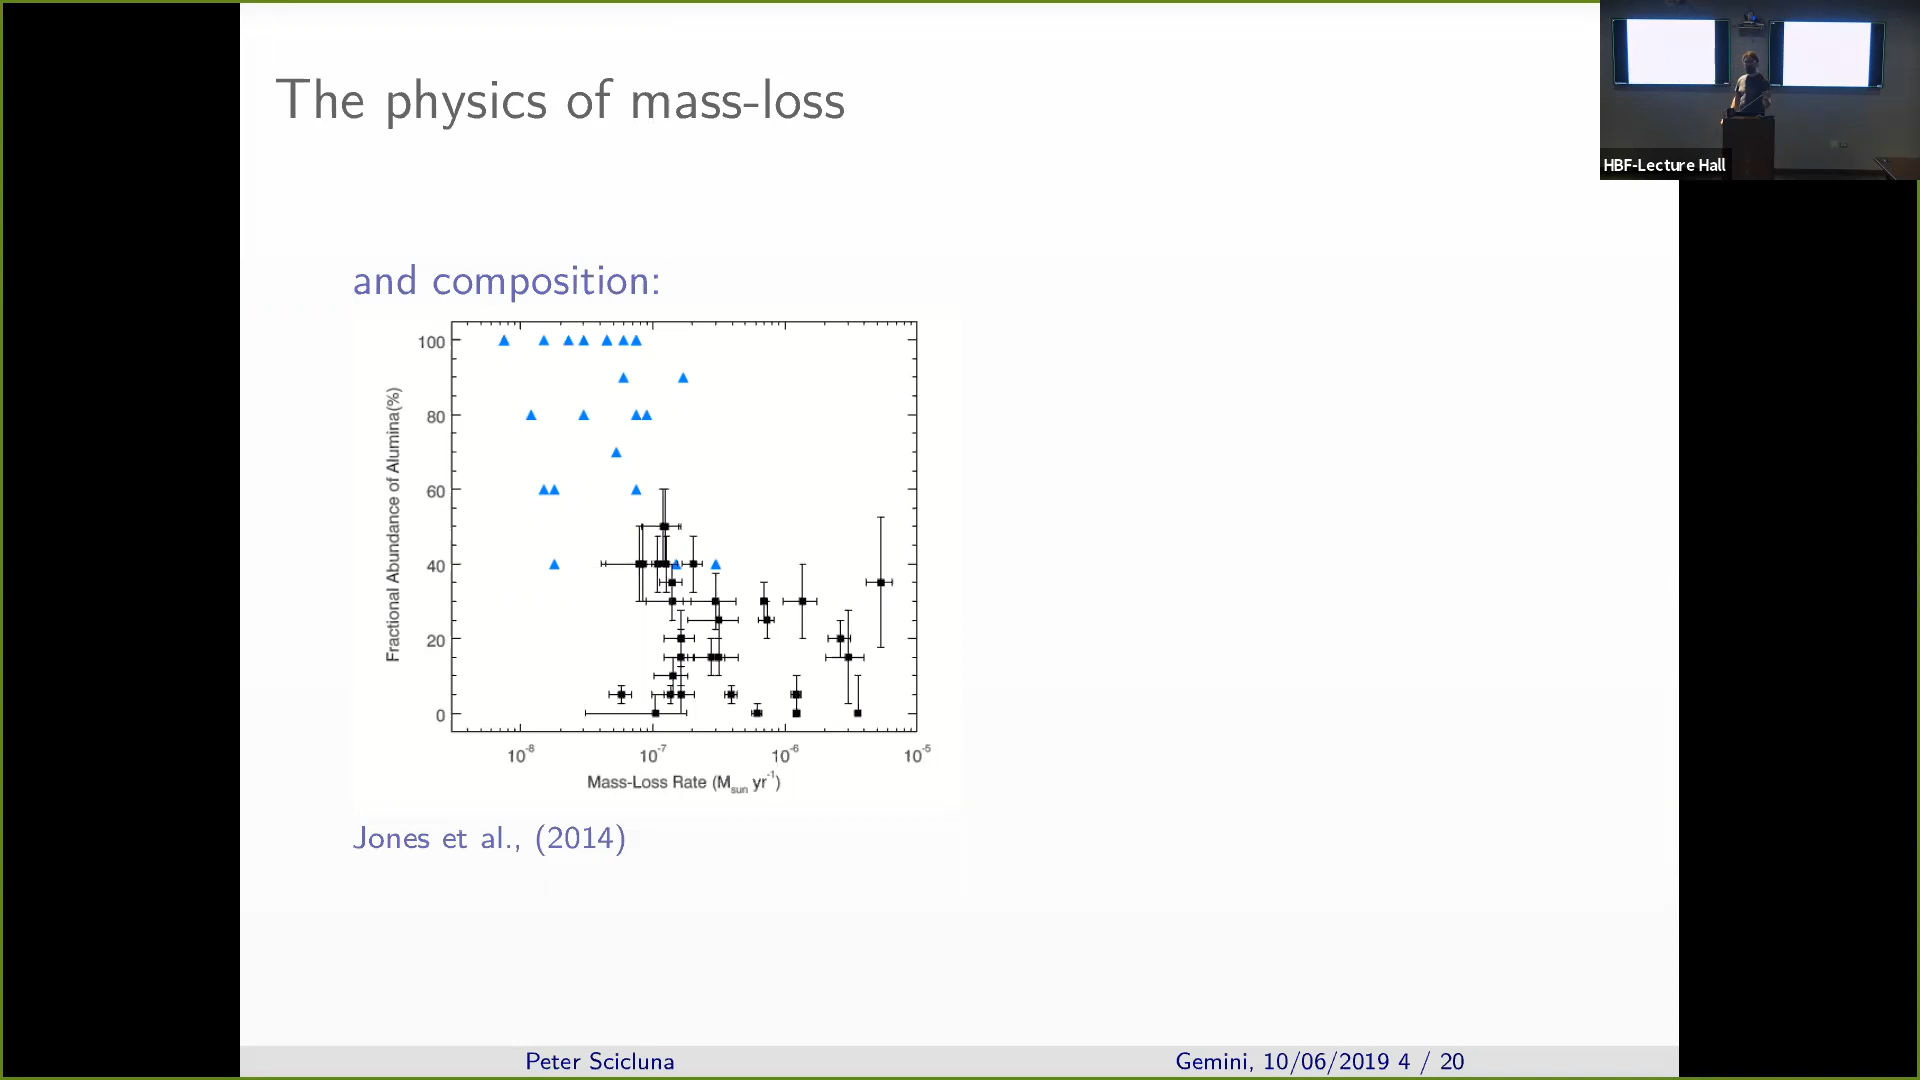 The physics of mass-loss
HBF-Lecture Hall
and composition:
100
80
60
40
20
0
Fractional Abundance of Alumina(%)
10⁻⁸ 10⁻⁷ 10⁻⁶ 10⁻⁵
Mass-Loss Rate (Msun yr⁻¹)
Jones et al., (2014)
Peter Scicluna Gemini, 10/06/2019 4 / 20